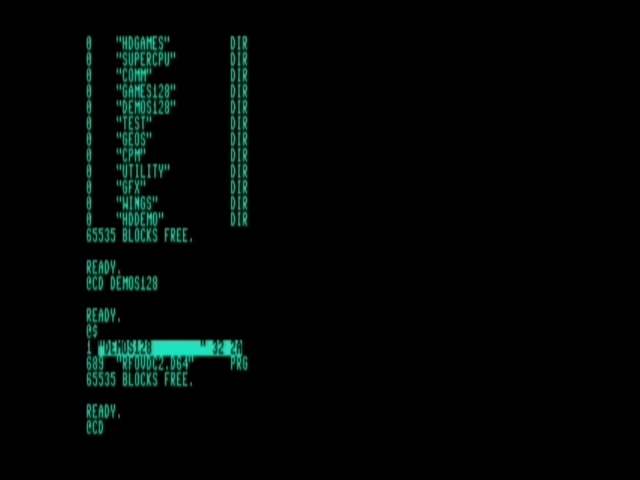 0 "HDGAMES" DIR
0 "SUPERCPU" DIR
0 "COMM" DIR
0 "GAMES128" DIR
0 "DEMOS128" DIR
0 "TEST" DIR
0 "GEOS" DIR
0 "CPM" DIR
0 "UTILITY" DIR
0 "GFX" DIR
0 "WINGS" DIR
0 "HDDEMO" DIR
65535 BLOCKS FREE.
READY.
@CD DEMOS128
READY.
@$
1 "DEMOS128 " 32 2A
689 "RFOVDC2.D64" PRG
65535 BLOCKS FREE.
READY.
@CD